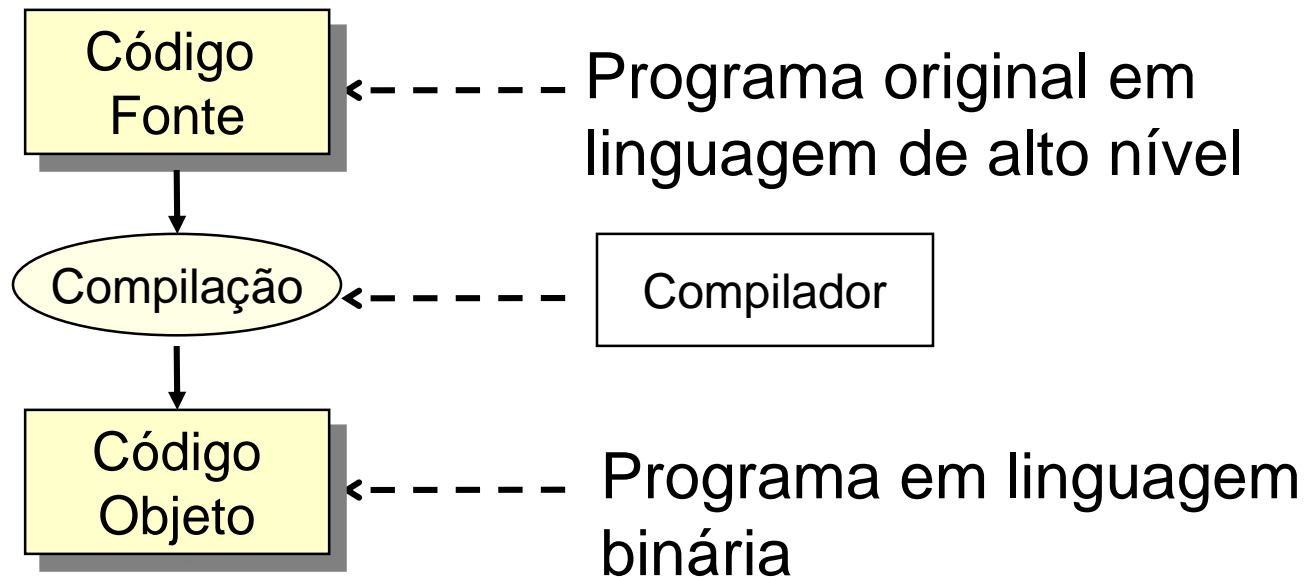 Código
Fonte
Programa original em
linguagem de alto nível
Compilação
Compilador
Código
Objeto
Programa em linguagem
binária